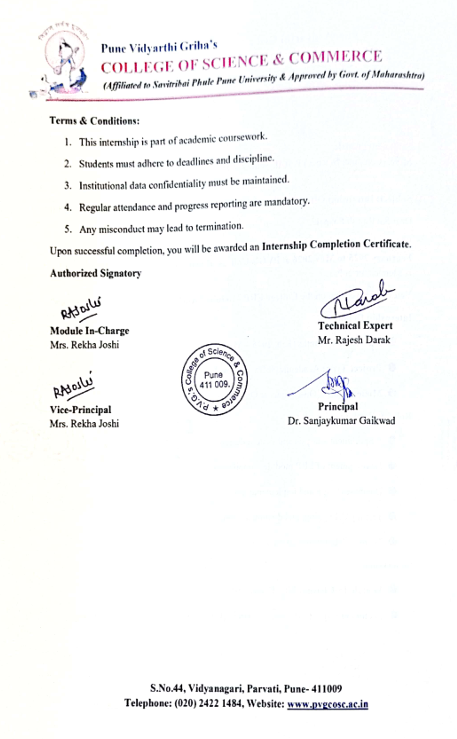 Pune Vidyarthi Griha's
COLLEGE OF SCIENCE & COMMERCE
(Affiliated to Savitribai Phule Pune University & Approved by Govt. of Maharashtra)
Terms & Conditions:
1. This internship is part of academic coursework.
2. Students must adhere to deadlines and discipline.
3. Institutional data confidentiality must be maintained.
4. Regular attendance and progress reporting are mandatory.
5. Any misconduct may lead to termination.
Upon successful completion, you will be awarded an Internship Completion Certificate.
Authorized Signatory
RRJoshi
Module In-Charge
Mrs. Rekha Joshi
Darak
Technical Expert
Mr. Rajesh Darak
P.V.G's College of Science & Commerce ★
Pune
411 009.
RRJoshi
Vice-Principal
Mrs. Rekha Joshi
Principal
Dr. Sanjaykumar Gaikwad
S.No.44, Vidyanagari, Parvati, Pune- 411009
Telephone: (020) 2422 1484, Website: www.pvgcosc.ac.in